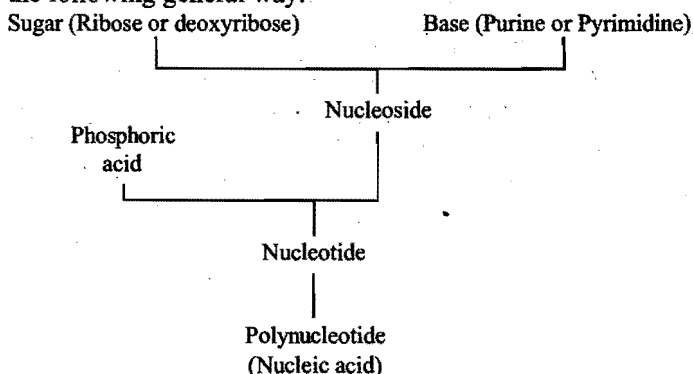 the following general way:
Sugar (Ribose or deoxyribose) Base (Purine or Pyrimidine)
Nucleoside
Phosphoric
acid
Nucleotide
Polynucleotide
(Nucleic acid)